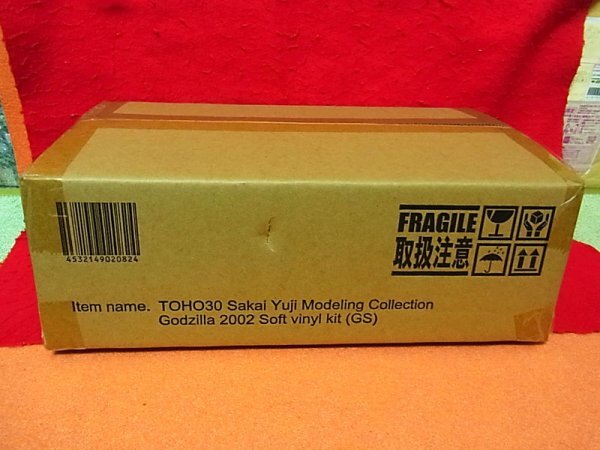 4532149020824
FRAGILE
取扱注意
Item name. TOHO30 Sakai Yuji Modeling Collection
Godzilla 2002 Soft vinyl kit (GS)